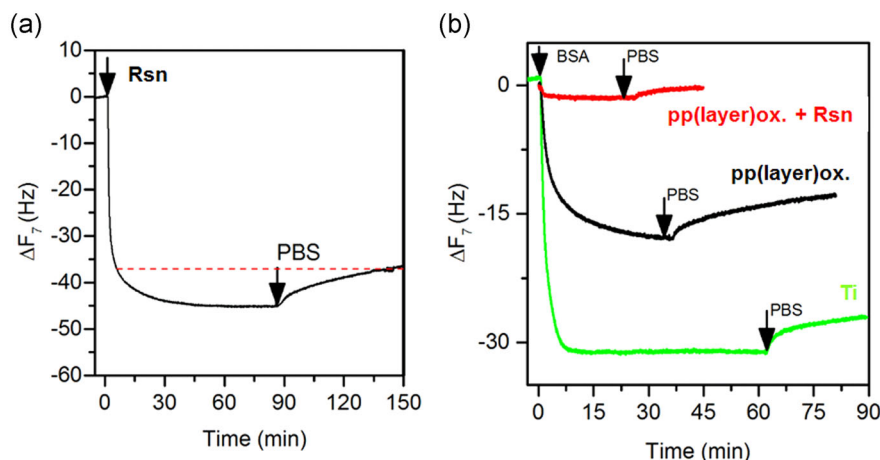 (a)
Rsn
PBS
10
0
-10
-20
-30
-40
-50
-60
ΔF₇ (Hz)
0 30 60 90 120 150
Time (min)
(b)
BSA
PBS
pp(layer)ox. + Rsn
PBS
pp(layer)ox.
PBS
Ti
0
-15
-30
ΔF₇ (Hz)
0 15 30 45 60 75 90
Time (min)